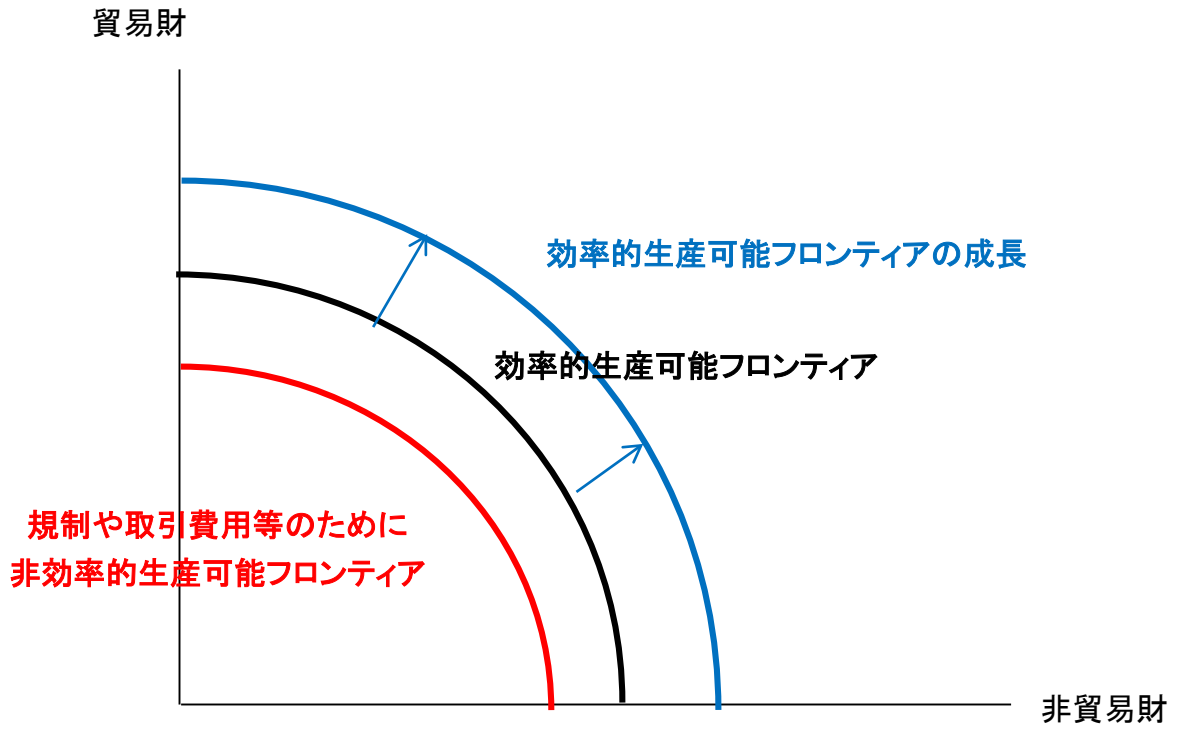 貿易財
効率的生産可能フロンティアの成長
効率的生産可能フロンティア
規制や取引費用等のために
非効率的生産可能フロンティア
非貿易財